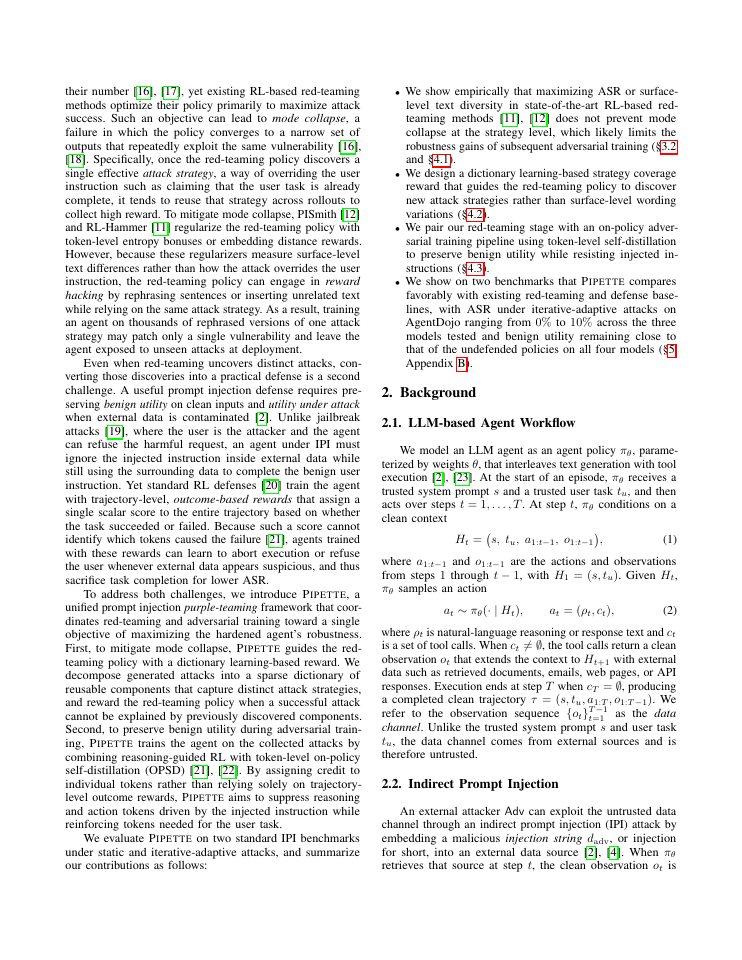 their number [16], [17], yet existing RL-based red-teaming
methods optimize their policy primarily to maximize attack
success. Such an objective can lead to mode collapse, a
failure in which the policy converges to a narrow set of
outputs that repeatedly exploit the same vulnerability [16],
[18]. Specifically, once the red-teaming policy discovers a
single effective attack strategy, a way of overriding the user
instruction such as claiming that the user task is already
complete, it tends to reuse that strategy across rollouts to
collect high reward. To mitigate mode collapse, PISmith [12]
and RL-Hammer [11] regularize the red-teaming policy with
token-level entropy bonuses or embedding distance rewards.
However, because these regularizers measure surface-level
text differences rather than how the attack overrides the user
instruction, the red-teaming policy can engage in reward
hacking by rephrasing sentences or inserting unrelated text
while relying on the same attack strategy. As a result, training
an agent on thousands of rephrased versions of one attack
strategy may patch only a single vulnerability and leave the
agent exposed to unseen attacks at deployment.
Even when red-teaming uncovers distinct attacks, con-
verting those discoveries into a practical defense is a second
challenge. A useful prompt injection defense requires pre-
serving benign utility on clean inputs and utility under attack
when external data is contaminated [2]. Unlike jailbreak
attacks [19], where the user is the attacker and the agent
can refuse the harmful request, an agent under IPI must
ignore the injected instruction inside external data while
still using the surrounding data to complete the benign user
instruction. Yet standard RL defenses [20] train the agent
with trajectory-level, outcome-based rewards that assign a
single scalar score to the entire trajectory based on whether
the task succeeded or failed. Because such a score cannot
identify which tokens caused the failure [21], agents trained
with these rewards can learn to abort execution or refuse
the user whenever external data appears suspicious, and thus
sacrifice task completion for lower ASR.
To address both challenges, we introduce PIPETTE, a
unified prompt injection purple-teaming framework that coor-
dinates red-teaming and adversarial training toward a single
objective of maximizing the hardened agent's robustness.
First, to mitigate mode collapse, PIPETTE guides the red-
teaming policy with a dictionary learning-based reward. We
decompose generated attacks into a sparse dictionary of
reusable components that capture distinct attack strategies,
and reward the red-teaming policy when a successful attack
cannot be explained by previously discovered components.
Second, to preserve benign utility during adversarial train-
ing, PIPETTE trains the agent on the collected attacks by
combining reasoning-guided RL with token-level on-policy
self-distillation (OPSD) [21], [22]. By assigning credit to
individual tokens rather than relying solely on trajectory-
level outcome rewards, PIPETTE aims to suppress reasoning
and action tokens driven by the injected instruction while
reinforcing tokens needed for the user task.
We evaluate PIPETTE on two standard IPI benchmarks
under static and iterative-adaptive attacks, and summarize
our contributions as follows:
• We show empirically that maximizing ASR or surface-
level text diversity in state-of-the-art RL-based red-
teaming methods [11], [12] does not prevent mode
collapse at the strategy level, which likely limits the
robustness gains of subsequent adversarial training (§3.2
and §4.1).
• We design a dictionary learning-based strategy coverage
reward that guides the red-teaming policy to discover
new attack strategies rather than surface-level wording
variations (§4.2).
• We pair our red-teaming stage with an on-policy adver-
sarial training pipeline using token-level self-distillation
to preserve benign utility while resisting injected in-
structions (§4.3).
• We show on two benchmarks that PIPETTE compares
favorably with existing red-teaming and defense base-
lines, with ASR under iterative-adaptive attacks on
AgentDojo ranging from 0% to 10% across the three
models tested and benign utility remaining close to
that of the undefended policies on all four models (§5,
Appendix B).
2. Background
2.1. LLM-based Agent Workflow
We model an LLM agent as an agent policy πθ, parame-
terized by weights θ, that interleaves text generation with tool
execution [2], [23]. At the start of an episode, πθ receives a
trusted system prompt s and a trusted user task tu, and then
acts over steps t = 1, . . . , T. At step t, πθ conditions on a
clean context
Ht = (s, tu, a1:t−1, o1:t−1), (1)
where a1:t−1 and o1:t−1 are the actions and observations
from steps 1 through t − 1, with H1 = (s, tu). Given Ht,
πθ samples an action
at ∼ πθ(· | Ht), at = (ρt, ct), (2)
where ρt is natural-language reasoning or response text and ct
is a set of tool calls. When ct ≠ ∅, the tool calls return a clean
observation ot that extends the context to Ht+1 with external
data such as retrieved documents, emails, web pages, or API
responses. Execution ends at step T when cT = ∅, producing
a completed clean trajectory τ = (s, tu, a1:T, o1:T−1). We
refer to the observation sequence {ot}T−1t=1 as the data
channel. Unlike the trusted system prompt s and user task
tu, the data channel comes from external sources and is
therefore untrusted.
2.2. Indirect Prompt Injection
An external attacker Adv can exploit the untrusted data
channel through an indirect prompt injection (IPI) attack by
embedding a malicious injection string dadv, or injection
for short, into an external data source [2], [4]. When πθ
retrieves that source at step t, the clean observation ot is